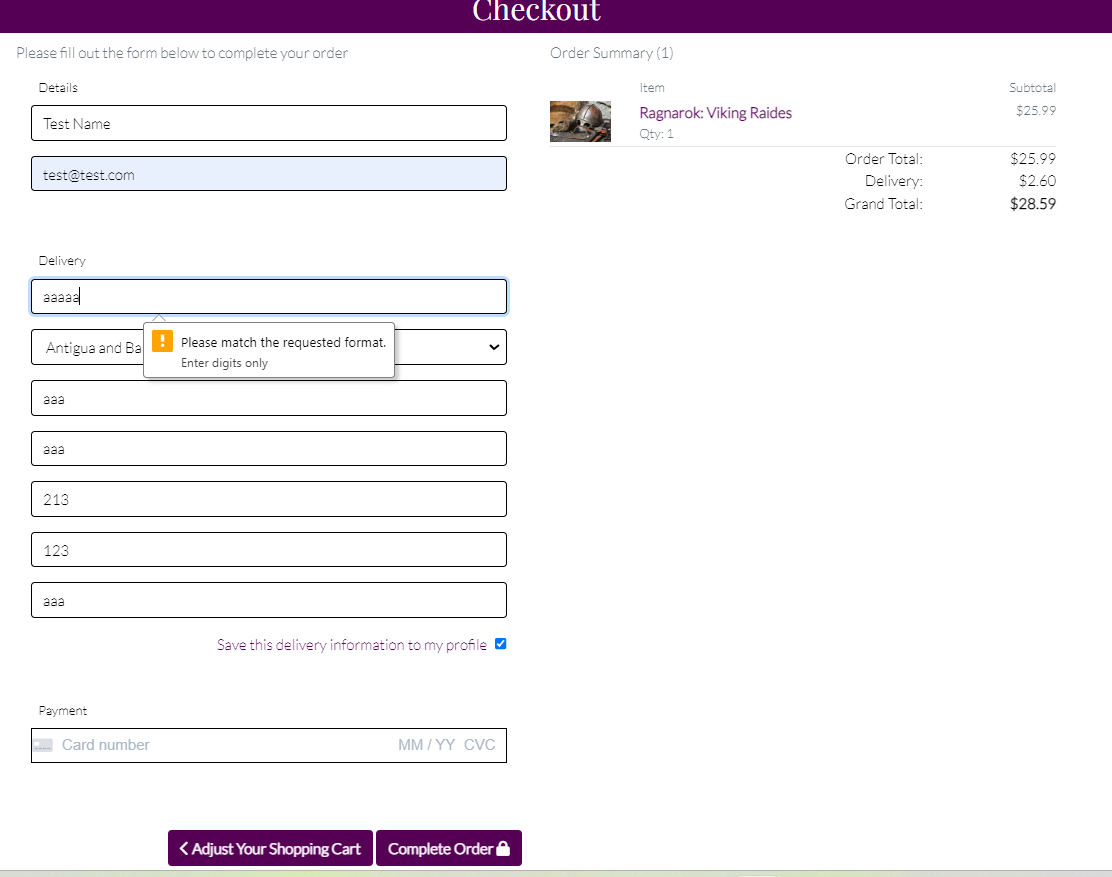 Checkout
Please fill out the form below to complete your order
Details
Test Name
test@test.com
Delivery
aaaaa
Please match the requested format.
Enter digits only
Antigua and Ba
aaa
aaa
213
123
aaa
Save this delivery information to my profile
Payment
Card number MM / YY CVC
Adjust Your Shopping Cart
Complete Order
Order Summary (1)
Item Subtotal
Ragnarok: Viking Raides $25.99
Qty: 1
Order Total: $25.99
Delivery: $2.60
Grand Total: $28.59